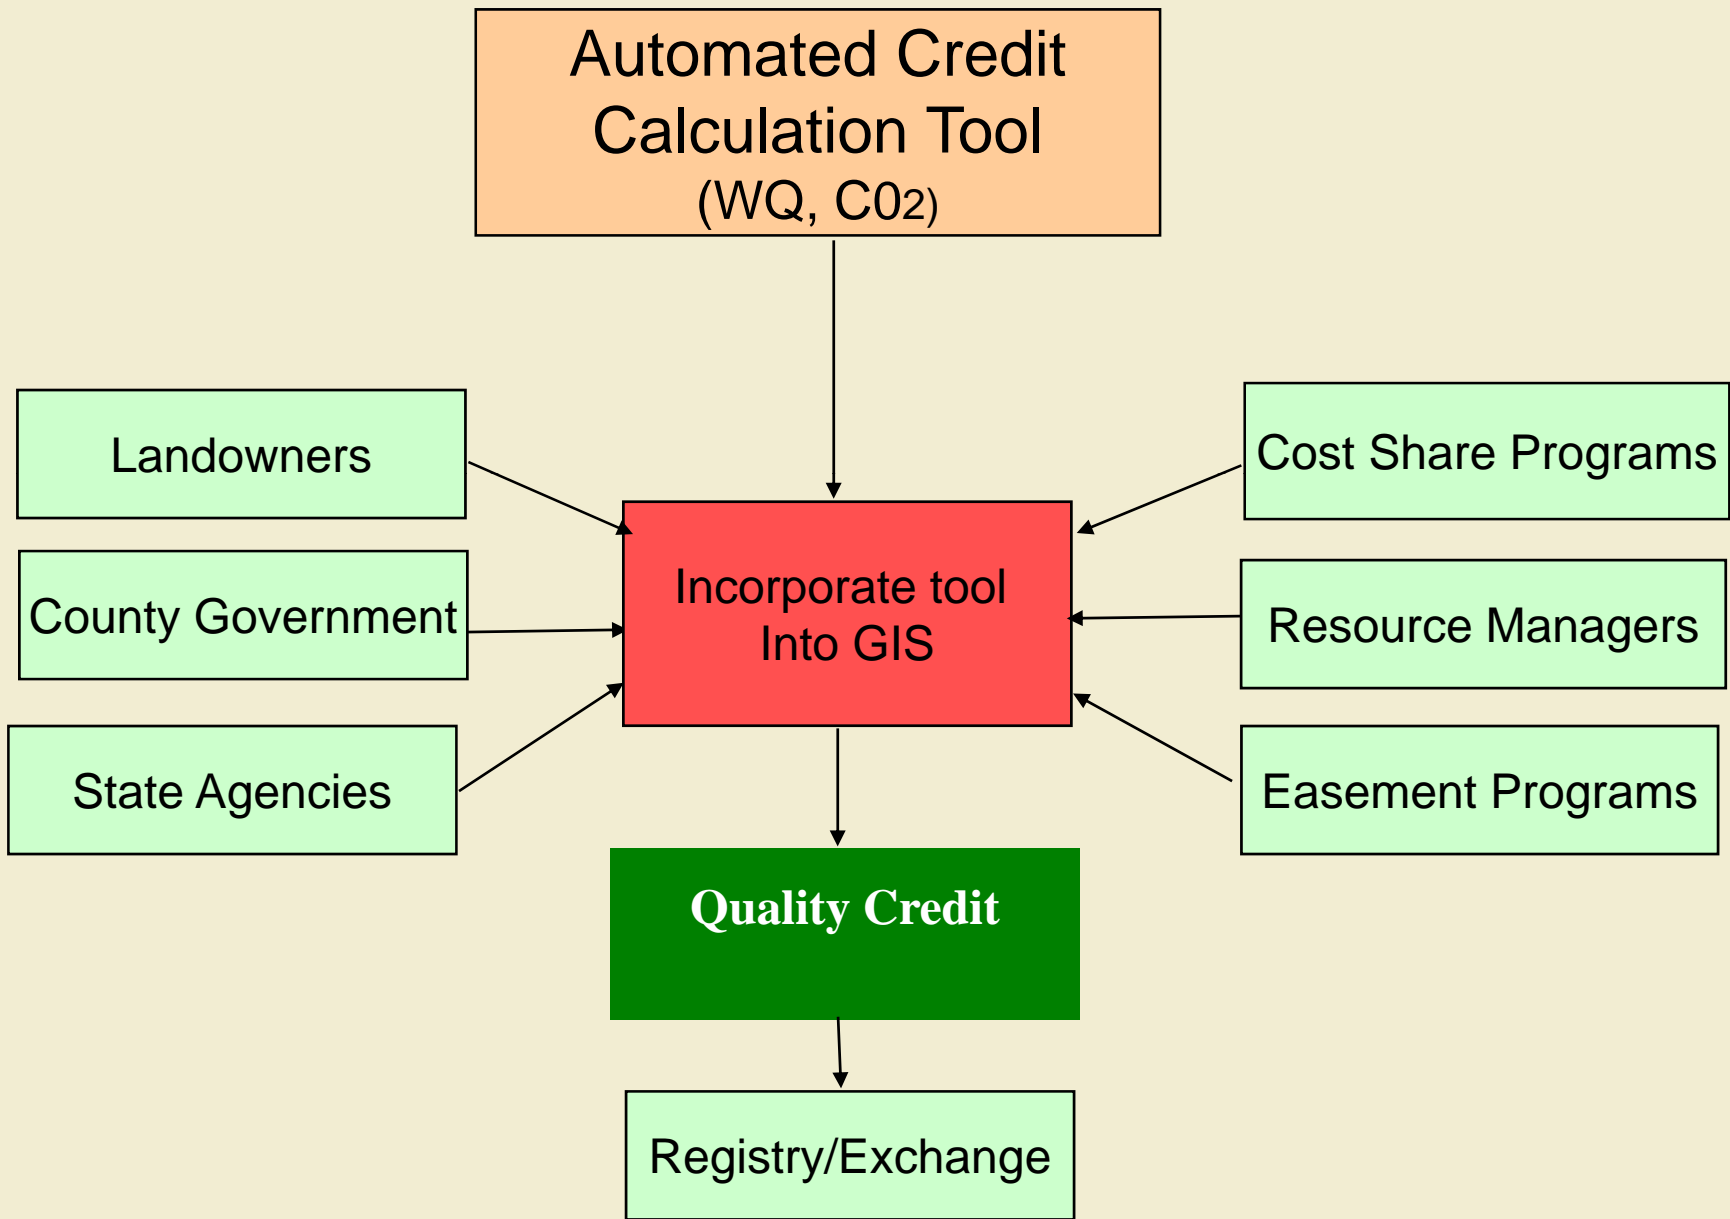 Automated Credit
Calculation Tool
(WQ, C02)
Landowners
Cost Share Programs
Incorporate tool
Into GIS
County Government
Resource Managers
State Agencies
Easement Programs
Quality Credit
Registry/Exchange